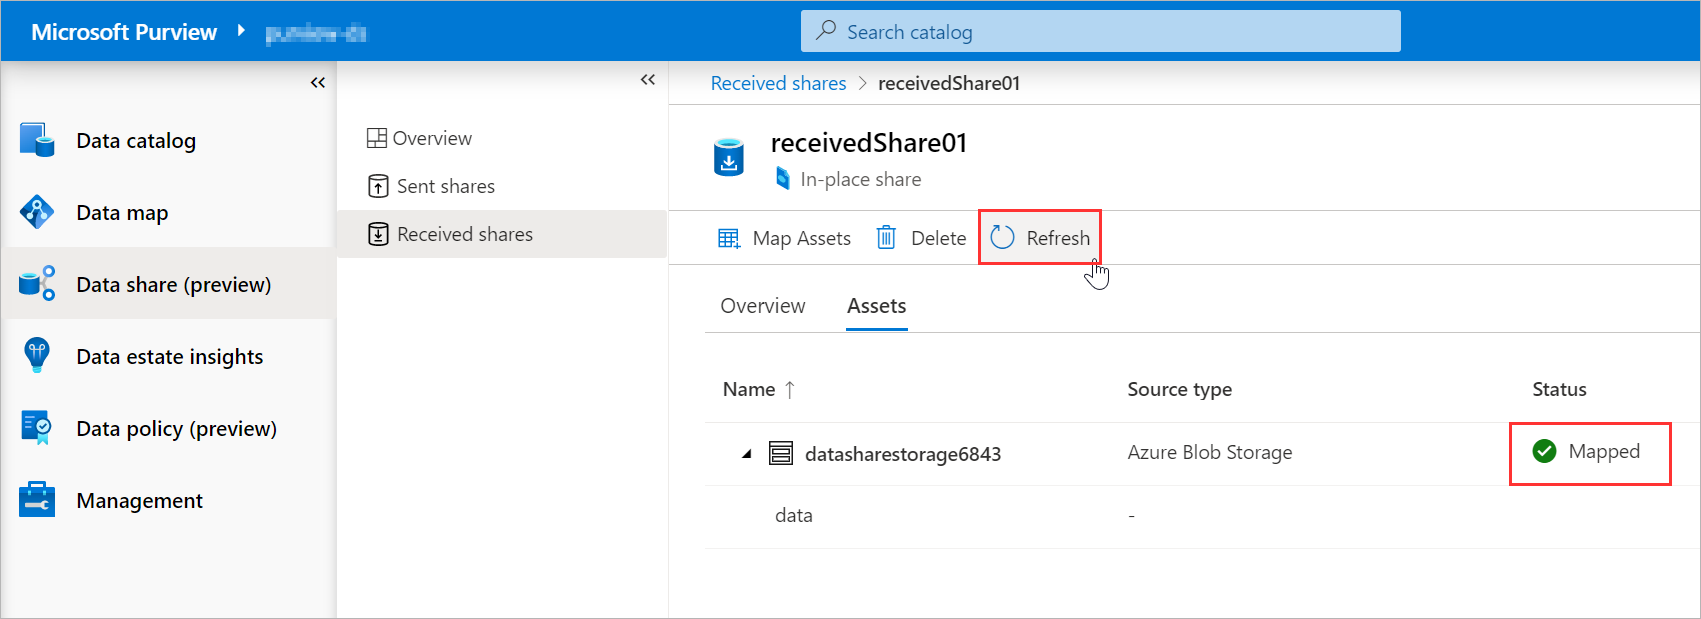 Microsoft Purview
Search catalog
Data catalog
Data map
Data share (preview)
Data estate insights
Data policy (preview)
Management
Overview
Sent shares
Received shares
Received shares > receivedShare01
receivedShare01
In-place share
Map Assets Delete Refresh
Overview Assets
Name ↑ Source type Status
datasharestorage6843 Azure Blob Storage Mapped
data -